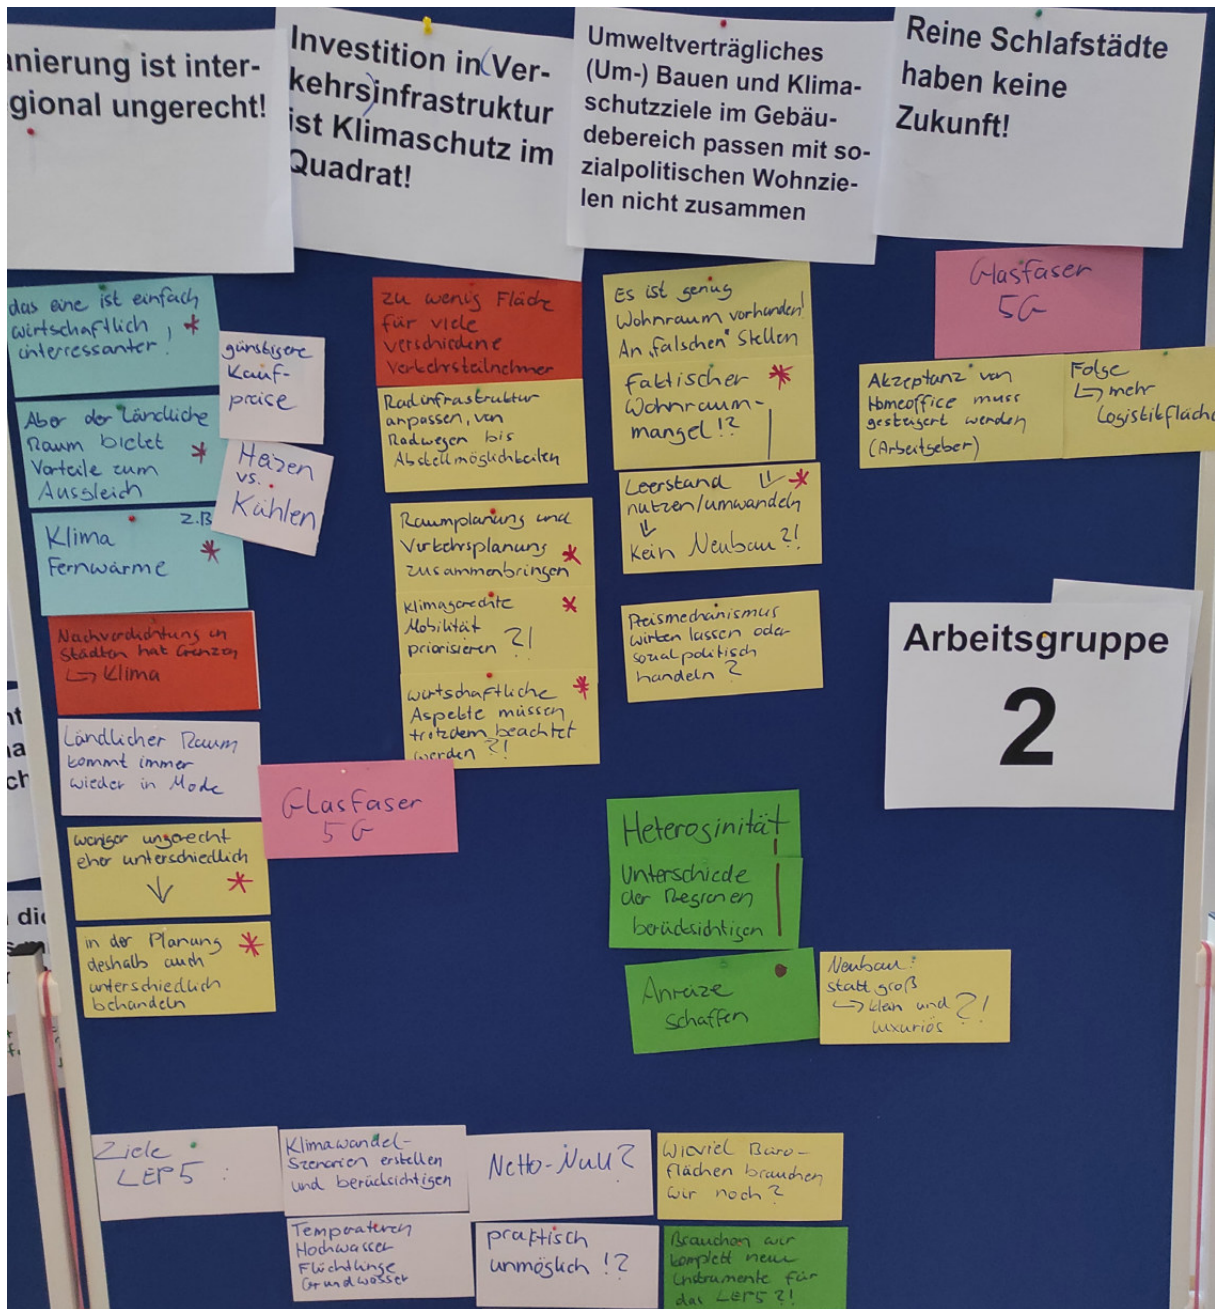 anierung ist inter-
gional ungerecht!
Investition in Ver-
kehrsinfrastruktur
ist Klimaschutz im
Quadrat!
Umweltverträgliches
(Um-) Bauen und Klima-
schutzziele im Gebäu-
debereich passen mit so-
zialpolitischen Wohnzie-
len nicht zusammen
Reine Schlafstädte
haben keine
Zukunft!
das eine ist einfach
wirtschaftlich
interressanter!
günstigere
Kauf-
preise
Aber der Ländliche
Raum bietet
Vorteile zum
Ausgleich
Heizen
vs.
Kühlen
z.B
Klima
Fernwärme
Nachverdichtung in
Städten hat Grenzen
↳ Klima
Ländlicher Raum
kommt immer
wieder in Mode
weniger ungerecht
eher unterschiedlich
in der Planung
deshalb auch
unterschiedlich
behandeln
Glasfaser
5G
zu wenig Fläche
für viele
verschiedene
Verkehrsteilnehmer
Radinfrastruktur
anpassen, von
Radwegen bis
Abstellmöglichkeiten
Raumplanung und
Verkehrsplanung
zusammenbringen
klimagerechte
Mobilität
priorisieren ?!
wirtschaftliche
Aspekte müssen
trotzdem beachtet
werden ?!
Es ist genug
Wohnraum vorhanden!
An „falschen" Stellen
faktischer
Wohnraum-
mangel!?
Leerstand
nutzen/umwandeln
Kein Neubau?!
Preismechanismus
wirken lassen oder
sozialpolitisch
handeln?
Heteroginität
Unterschiede
der Regionen
berücksichtigen
Anreize
schaffen
Neubau:
statt groß
↳ klein und ?!
luxuriös
Glasfaser
5G
Akzeptanz von
Homeoffice muss
gesteigert werden
(Arbeitgeber)
Folge
↳ mehr
Logistikfläche
Arbeitsgruppe
2
Ziele
LEP5:
Klimawandel-
Szenarien erstellen
und berücksichtigen
Temperaturen
Hochwasser
Flüchtlinge
Grundwasser
Netto-Null?
praktisch
unmöglich!?
Wieviel Büro-
flächen brauchen
wir noch?
Brauchen wir
komplett neue
Instrumente für
das LEP5?!